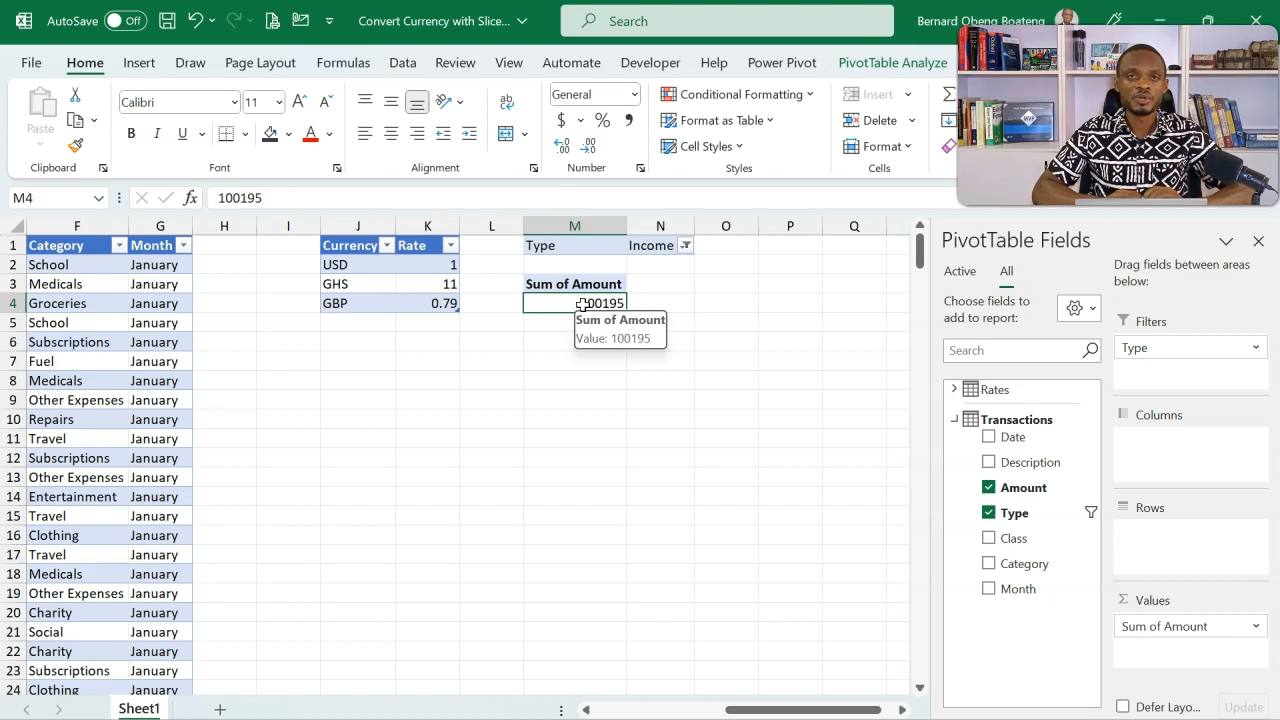 AutoSave Off Convert Currency with Slice... Search Bernard Obeng Boateng
File Home Insert Draw Page Layout Formulas Data Review View Automate Developer Help Power Pivot PivotTable Analyze
Calibri 11 General Conditional Formatting Insert
Paste B I U $ % Format as Table Delete
Cell Styles Format
Clipboard Font Alignment Number Styles Cells
M4 fx 100195
F G H I J K L M N O P Q
1 Category Month Currency Rate Type Income
2 School January USD 1
3 Medicals January GHS 11 Sum of Amount
4 Groceries January GBP 0.79 100195
Sum of Amount
Value: 100195
5 School January
6 Subscriptions January
7 Fuel January
8 Medicals January
9 Other Expenses January
10 Repairs January
11 Travel January
12 Subscriptions January
13 Other Expenses January
14 Entertainment January
15 Travel January
16 Clothing January
17 Travel January
18 Medicals January
19 Other Expenses January
20 Charity January
21 Social January
22 Charity January
23 Subscriptions January
24 Clothing January
Sheet1
PivotTable Fields
Active All
Choose fields to
add to report:
Search
Rates
Transactions
Date
Description
Amount
Type
Class
Category
Month
Drag fields between areas
below:
Filters
Type
Columns
Rows
Σ Values
Sum of Amount
Defer Layo... Update
MVP